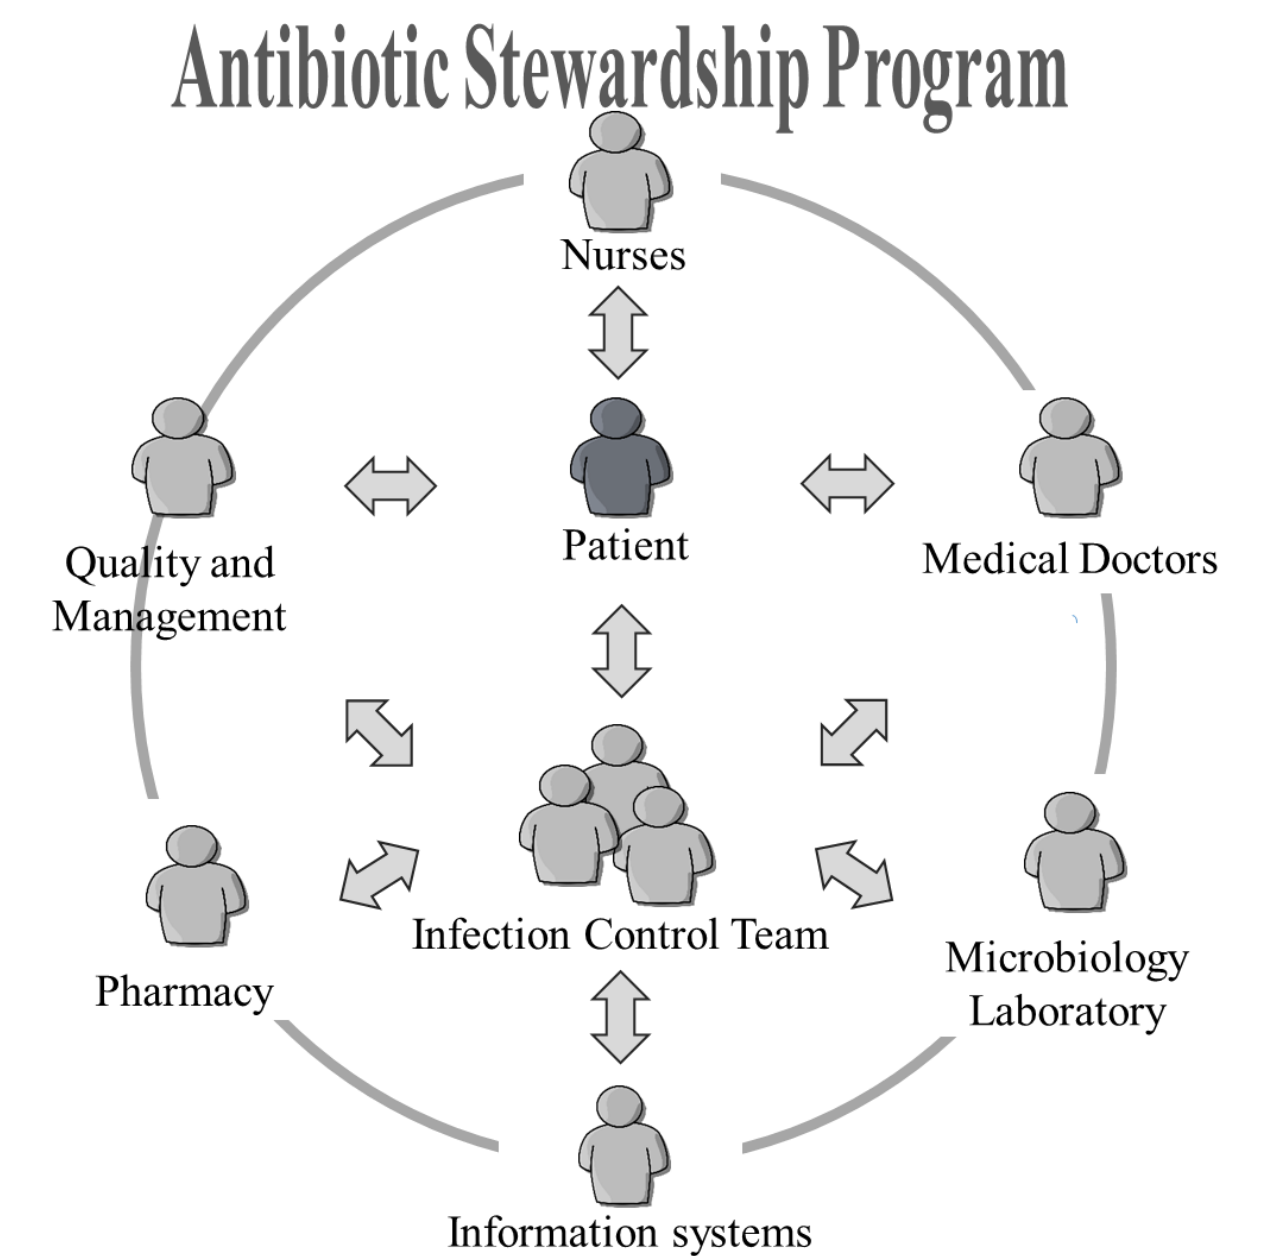 Antibiotic Stewardship Program
Nurses
Patient
Quality and
Management
Medical Doctors
Infection Control Team
Pharmacy
Microbiology
Laboratory
Information systems